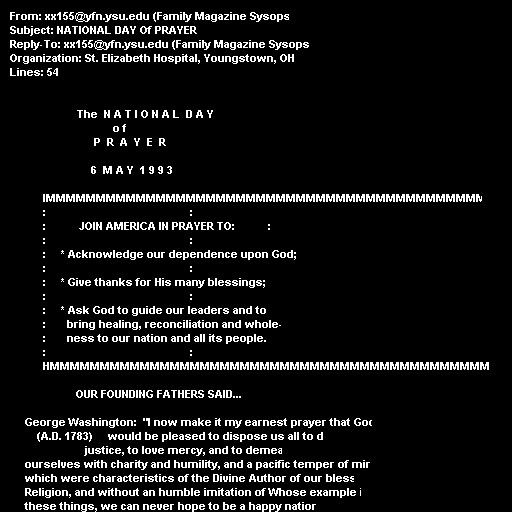 From: xx155@yfn.ysu.edu (Family Magazine Sysops
Subject: NATIONAL DAY Of PRAYER
Reply-To: xx155@yfn.ysu.edu (Family Magazine Sysops
Organization: St. Elizabeth Hospital, Youngstown, OH
Lines: 54
The N A T I O N A L D A Y
o f
P R A Y E R
6 M A Y 1 9 9 3
IMMMMMMMMMMMMMMMMMMMMMMMMMMMMMMMMMMMMMMMMMMMM
: :
: JOIN AMERICA IN PRAYER TO: :
: :
: * Acknowledge our dependence upon God;
: :
: * Give thanks for His many blessings;
: :
: * Ask God to guide our leaders and to
: bring healing, reconciliation and whole-
: ness to our nation and all its people.
: :
HMMMMMMMMMMMMMMMMMMMMMMMMMMMMMMMMMMMMMMMMMMMMM
OUR FOUNDING FATHERS SAID...
George Washington: "I now make it my earnest prayer that God
(A.D. 1783) would be pleased to dispose us all to d
justice, to love mercy, and to demea
ourselves with charity and humility, and a pacific temper of mir
which were characteristics of the Divine Author of our bless
Religion, and without an humble imitation of Whose example i
these things, we can never hope to be a happy nation